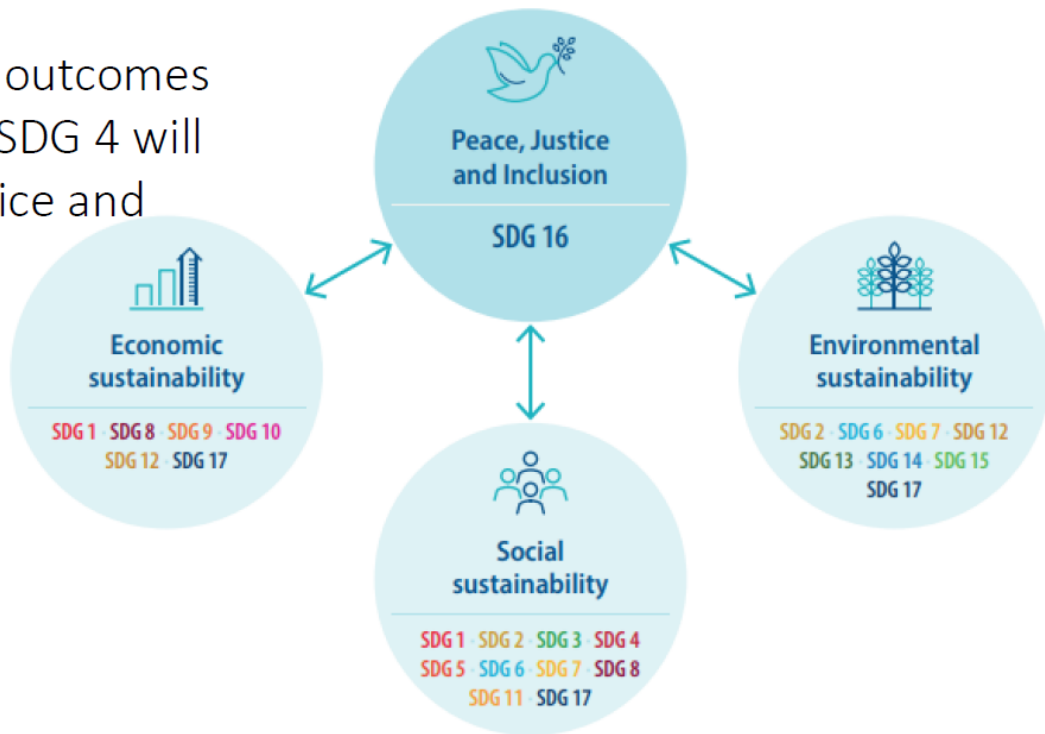 outcomes
SDG 4 will
ice and
Peace, Justice
and Inclusion
SDG 16
Economic
sustainability
SDG 1 · SDG 8 · SDG 9 · SDG 10
SDG 12 · SDG 17
Environmental
sustainability
SDG 2 · SDG 6 · SDG 7 · SDG 12
SDG 13 · SDG 14 · SDG 15
SDG 17
Social
sustainability
SDG 1 · SDG 2 · SDG 3 · SDG 4
SDG 5 · SDG 6 · SDG 7 · SDG 8
SDG 11 · SDG 17